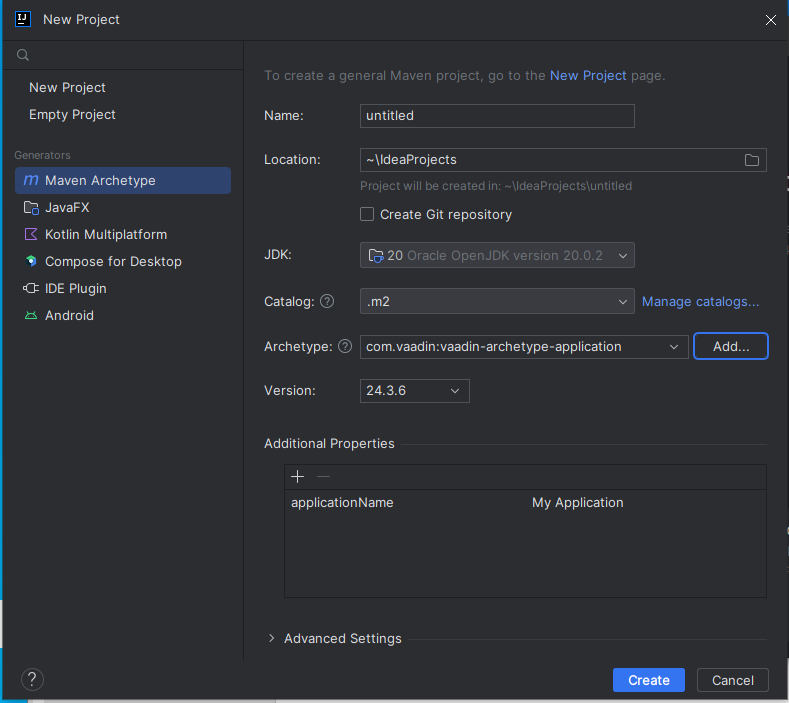 New Project
New Project
Empty Project
Generators
Maven Archetype
JavaFX
Kotlin Multiplatform
Compose for Desktop
IDE Plugin
Android
To create a general Maven project, go to the New Project page.
Name: untitled
Location: ~\IdeaProjects
Project will be created in: ~\IdeaProjects\untitled
Create Git repository
JDK: 20 Oracle OpenJDK version 20.0.2
Catalog: ? .m2 Manage catalogs...
Archetype: ? com.vaadin:vaadin-archetype-application Add...
Version: 24.3.6
Additional Properties
applicationName My Application
Advanced Settings
? Create Cancel